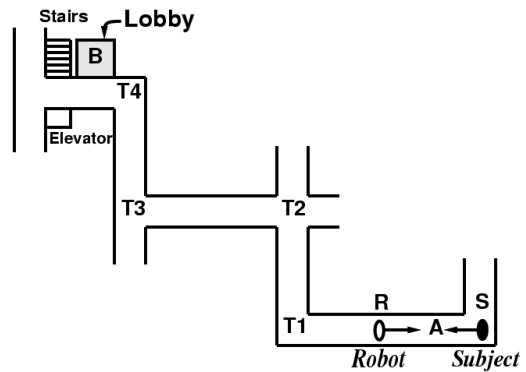 Stairs
Lobby
B
T4
Elevator
T3
T2
R
S
T1
A
Robot
Subject